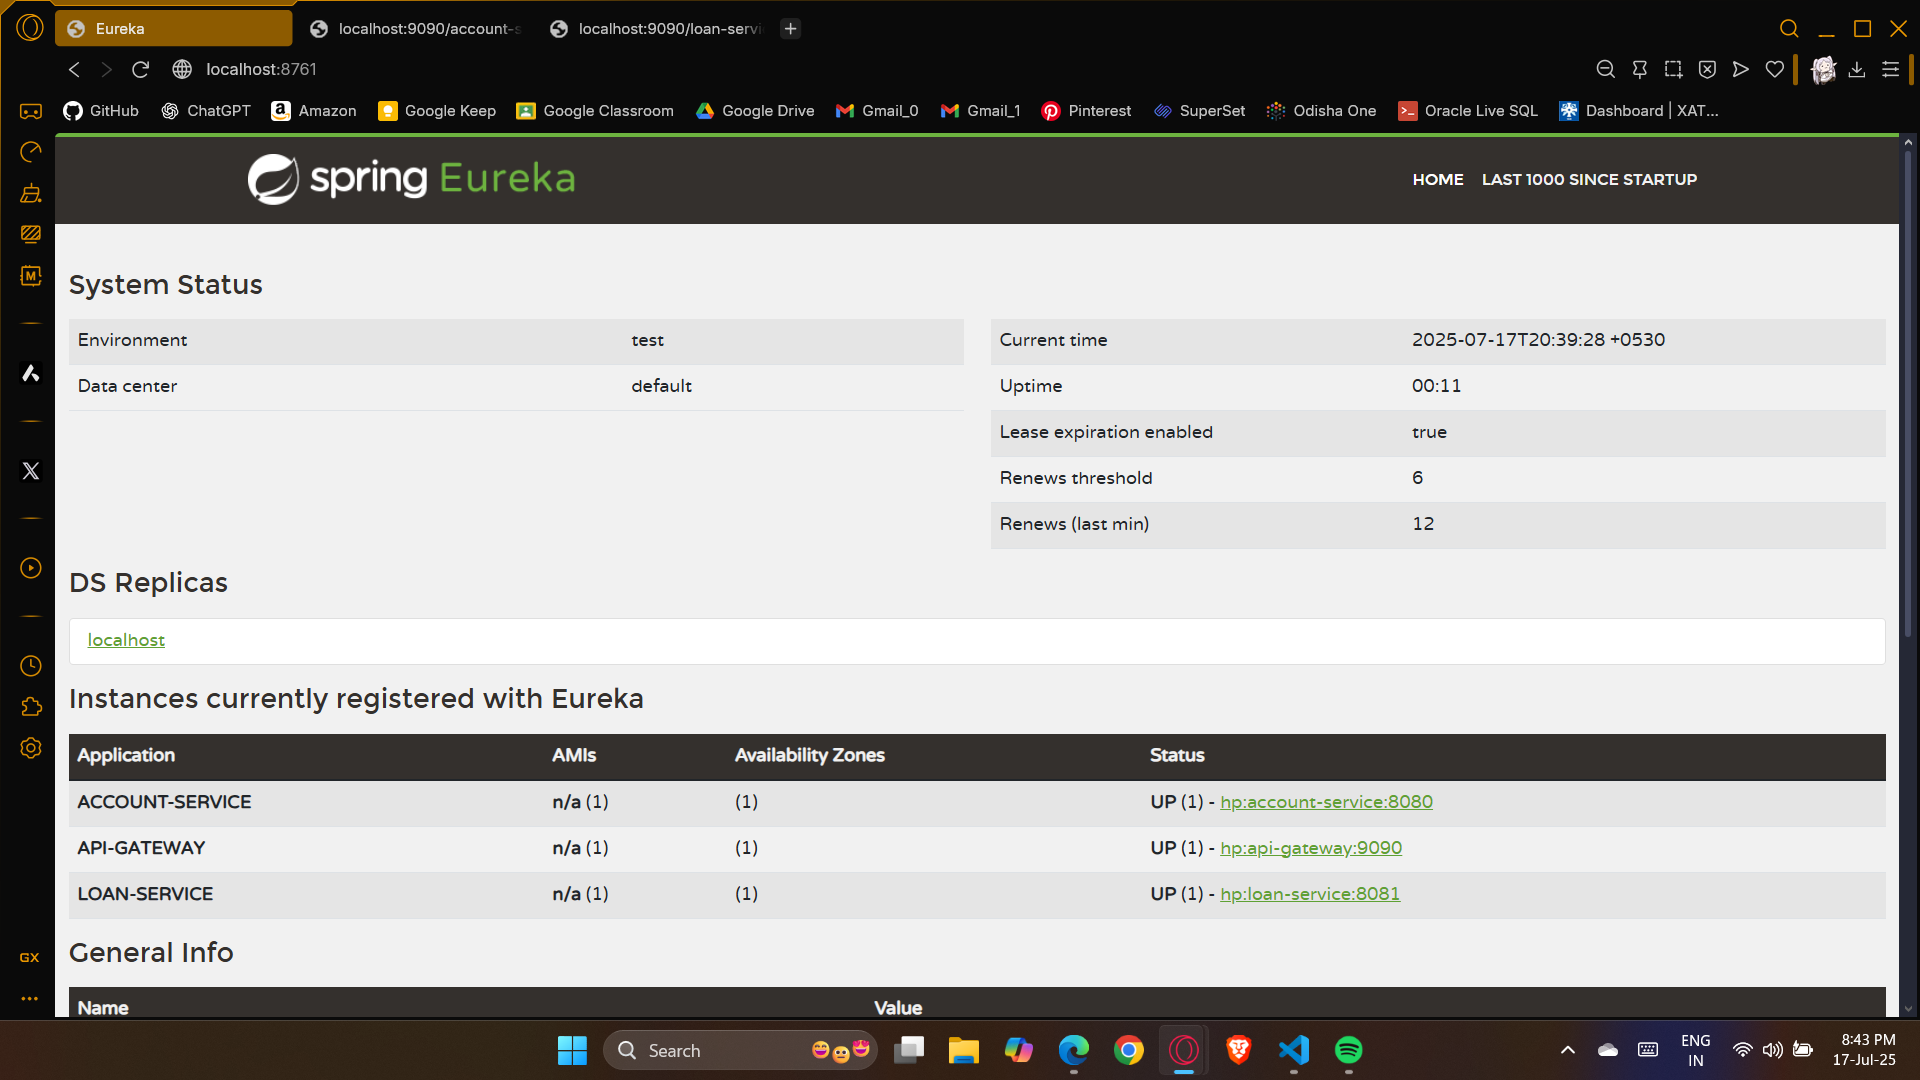 Eureka
localhost:9090/account-s
localhost:9090/loan-servi
localhost:8761
GitHub
ChatGPT
Amazon
Google Keep
Google Classroom
Google Drive
Gmail_0
Gmail_1
Pinterest
SuperSet
Odisha One
Oracle Live SQL
Dashboard | XAT...
spring Eureka
HOME
LAST 1000 SINCE STARTUP
System Status
Environment test
Data center default
Current time 2025-07-17T20:39:28 +0530
Uptime 00:11
Lease expiration enabled true
Renews threshold 6
Renews (last min) 12
DS Replicas
localhost
Instances currently registered with Eureka
Application AMIs Availability Zones Status
ACCOUNT-SERVICE n/a (1) (1) UP (1) - hp:account-service:8080
API-GATEWAY n/a (1) (1) UP (1) - hp:api-gateway:9090
LOAN-SERVICE n/a (1) (1) UP (1) - hp:loan-service:8081
General Info
Name Value
GX
Search
ENG
IN
8:43 PM
17-Jul-25